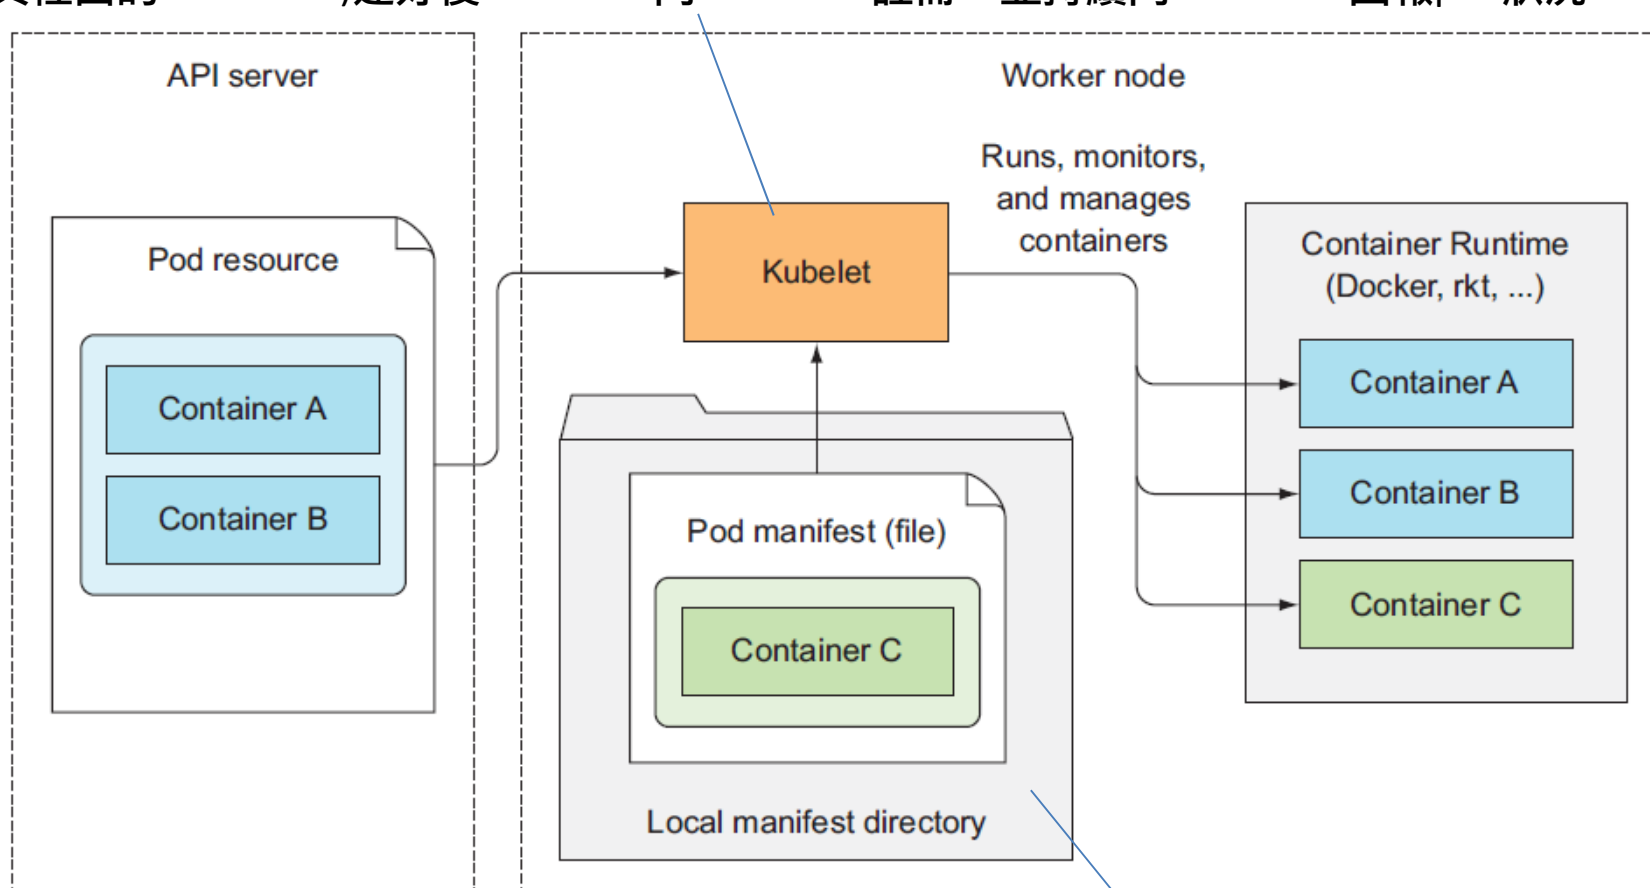 API server
Worker node
Runs, monitors,
and manages
containers
Pod resource
Container A
Container B
Kubelet
Container Runtime
(Docker, rkt, ...)
Container A
Container B
Container C
Pod manifest (file)
Container C
Local manifest directory